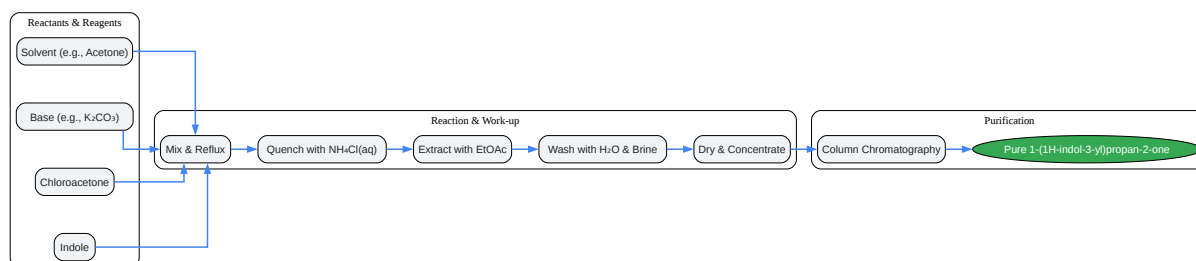 Reactants & Reagents
Solvent (e.g., Acetone)
Base (e.g., K₂CO₃)
Chloroacetone
Indole
Reaction & Work-up
Mix & Reflux
Quench with NH₄Cl(aq)
Extract with EtOAc
Wash with H₂O & Brine
Dry & Concentrate
Purification
Column Chromatography
Pure 1-(1H-indol-3-yl)propan-2-one